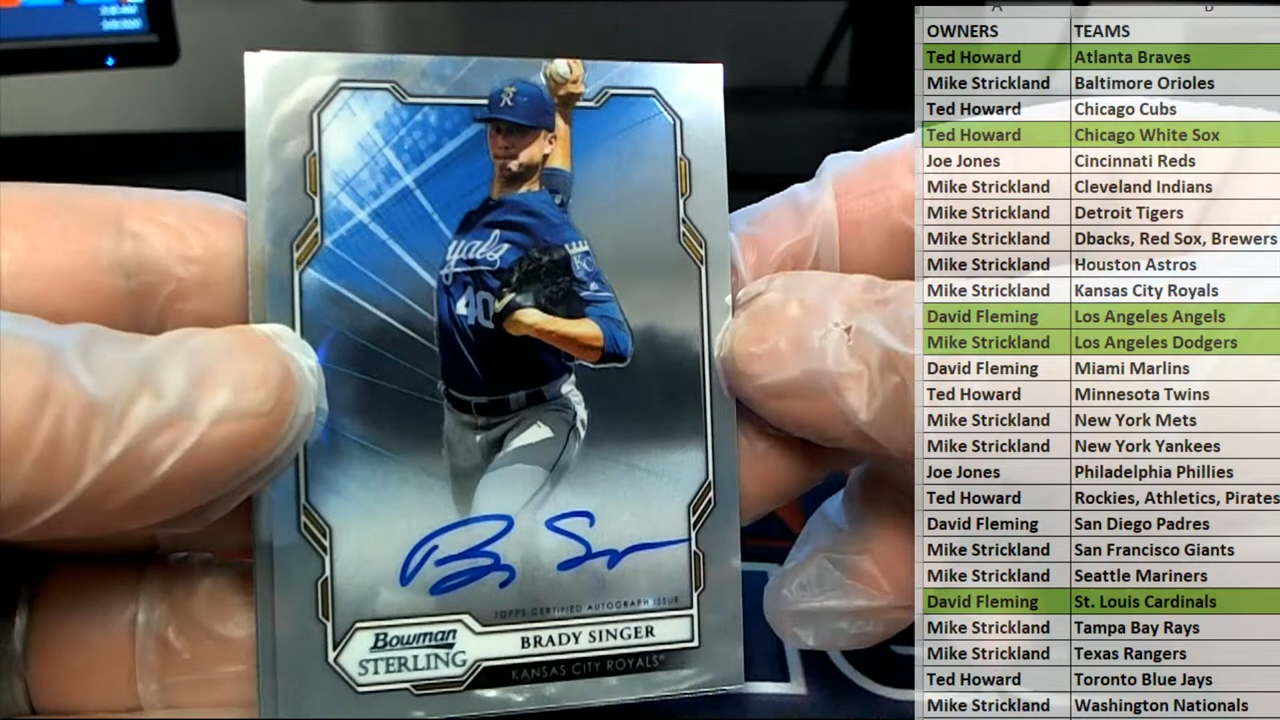 A B
OWNERS TEAMS
Ted Howard Atlanta Braves
Mike Strickland Baltimore Orioles
Ted Howard Chicago Cubs
Ted Howard Chicago White Sox
Joe Jones Cincinnati Reds
Mike Strickland Cleveland Indians
Mike Strickland Detroit Tigers
Mike Strickland Dbacks, Red Sox, Brewers
Mike Strickland Houston Astros
Mike Strickland Kansas City Royals
David Fleming Los Angeles Angels
Mike Strickland Los Angeles Dodgers
David Fleming Miami Marlins
Ted Howard Minnesota Twins
Mike Strickland New York Mets
Mike Strickland New York Yankees
Joe Jones Philadelphia Phillies
Ted Howard Rockies, Athletics, Pirates
David Fleming San Diego Padres
Mike Strickland San Francisco Giants
Mike Strickland Seattle Mariners
David Fleming St. Louis Cardinals
Mike Strickland Tampa Bay Rays
Mike Strickland Texas Rangers
Ted Howard Toronto Blue Jays
Mike Strickland Washington Nationals
R
yals
KC
40
TOPPS CERTIFIED AUTOGRAPH ISSUE
Bowman
STERLING
BRADY SINGER
KANSAS CITY ROYALS®